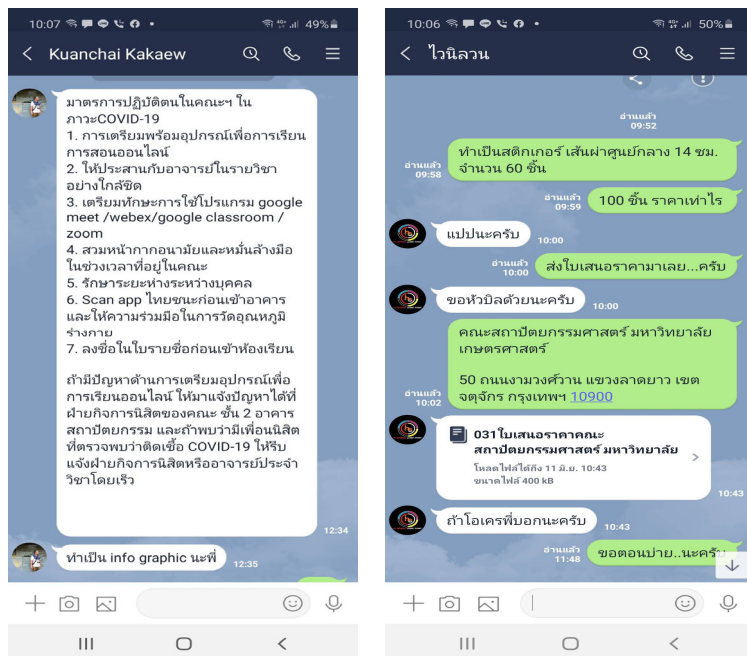 10:07
49%
Kuanchai Kakaew
มาตรการปฏิบัติตนในคณะฯ ใน
ภาวะCOVID-19
1. การเตรียมพร้อมอุปกรณ์เพื่อการเรียน
การสอนออนไลน์
2. ให้ประสานกับอาจารย์ในรายวิชา
อย่างใกล้ชิด
3. เตรียมทักษะการใช้โปรแกรม google
meet /webex/google classroom /
zoom
4. สวมหน้ากากอนามัยและหมั่นล้างมือ
ในช่วงเวลาที่อยู่ในคณะ
5. รักษาระยะห่างระหว่างบุคคล
6. Scan app ไทยชนะก่อนเข้าอาคาร
และให้ความร่วมมือในการวัดอุณหภูมิ
ร่างกาย
7. ลงชื่อในใบรายชื่อก่อนเข้าห้องเรียน
ถ้ามีปัญหาด้านการเตรียมอุปกรณ์เพื่อ
การเรียนออนไลน์ ให้มาแจ้งปัญหาได้ที่
ฝ่ายกิจการนิสิตของคณะ ชั้น 2 อาคาร
สถาปัตยกรรม และถ้าพบว่ามีเพื่อนนิสิต
ที่ตรวจพบว่าติดเชื้อ COVID-19 ให้รีบ
แจ้งฝ่ายกิจการนิสิตหรืออาจารย์ประจำ
วิชาโดยเร็ว
12:34
ทำเป็น info graphic นะพี่
12:35
10:06
50%
ไวนิลวน
อ่านแล้ว
09:52
ทำเป็นสติกเกอร์ เส้นผ่าศูนย์กลาง 14 ซม.
จำนวน 60 ชิ้น
อ่านแล้ว
09:58
100 ชิ้น ราคาเท่าไร
อ่านแล้ว
09:59
แปปนะครับ
10:00
ส่งใบเสนอราคามาเลย...ครับ
อ่านแล้ว
10:00
ขอหัวบิลด้วยนะครับ
10:00
คณะสถาปัตยกรรมศาสตร์ มหาวิทยาลัย
เกษตรศาสตร์
50 ถนนงามวงศ์วาน แขวงลาดยาว เขต
จตุจักร กรุงเทพฯ 10900
อ่านแล้ว
10:02
031ใบเสนอราคาคณะ
สถาปัตยกรรมศาสตร์ มหาวิทยาลัย
โหลดไฟล์ได้ถึง 11 มิ.ย. 10:43
ขนาดไฟล์ 400 kB
10:43
ถ้าโอเครพี่บอกนะครับ
10:43
ขอตอนบ่าย..นะครับ
อ่านแล้ว
11:48